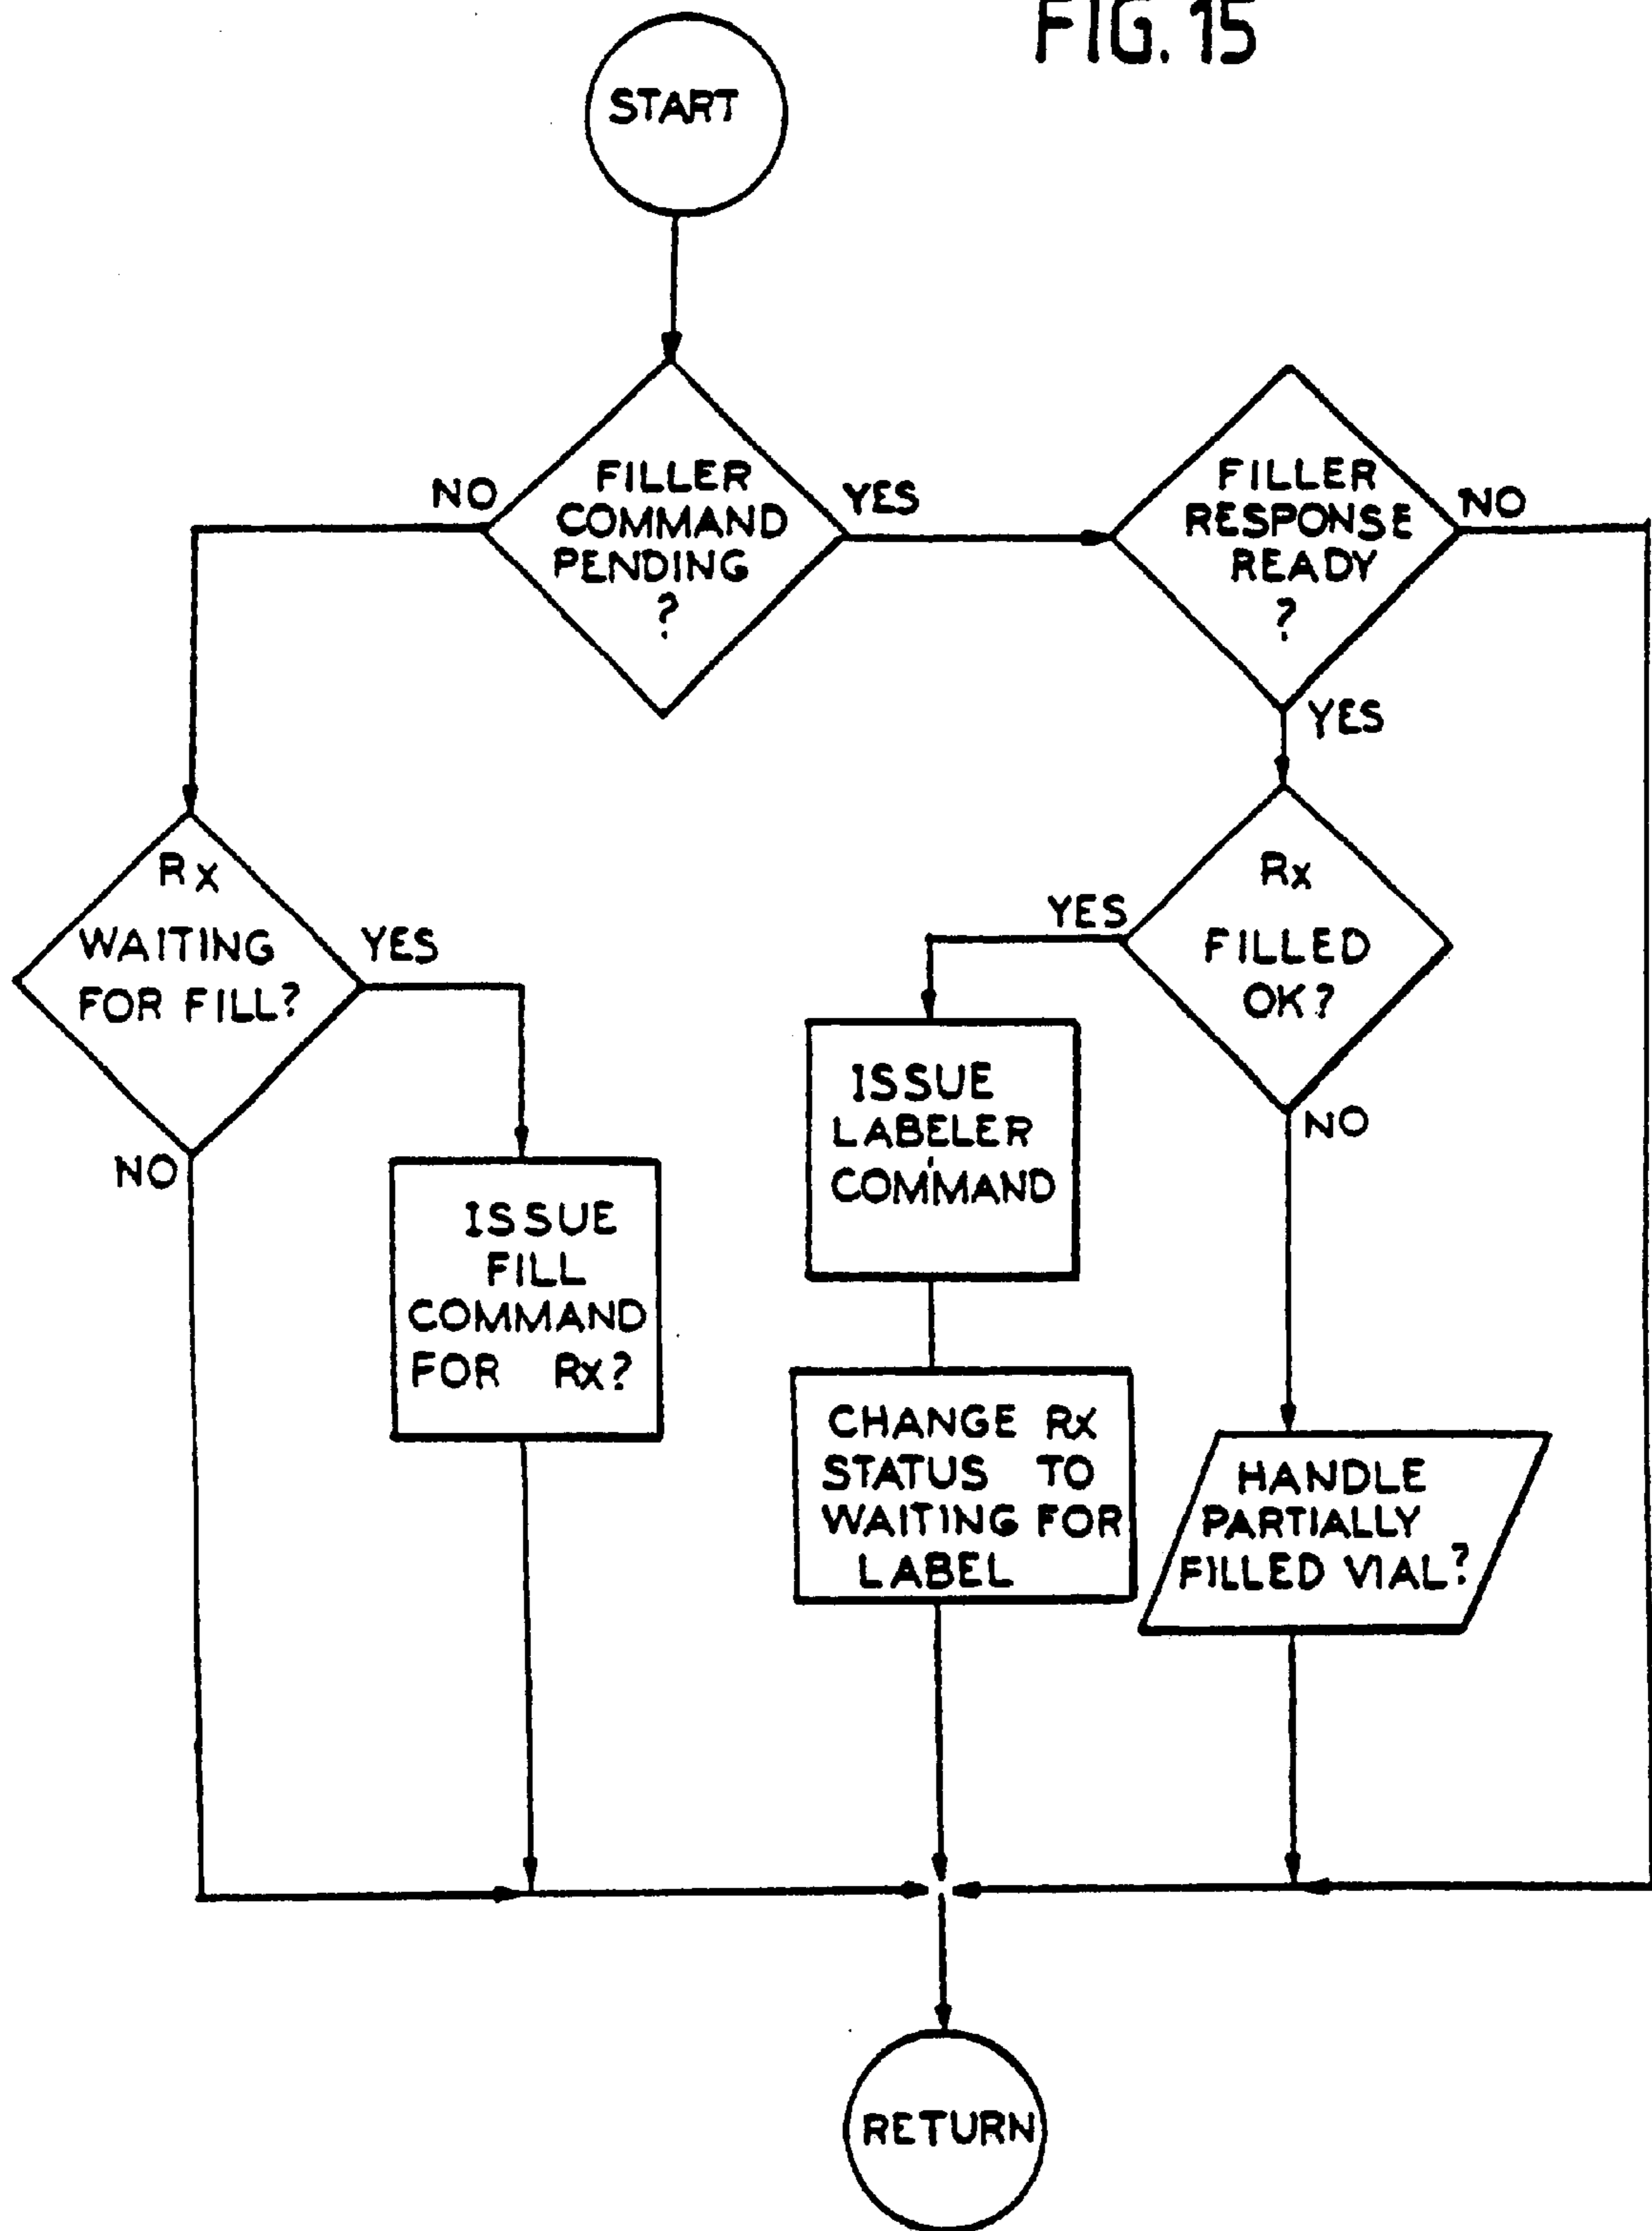 FIG. 15
START
NO
FILLER
COMMAND
PENDING
?
YES
FILLER
RESPONSE
READY
?
NO
YES
Rx
WAITING
FOR FILL?
YES
NO
Rx
FILLED
OK?
YES
NO
ISSUE
FILL
COMMAND
FOR Rx?
ISSUE
LABELER
COMMAND
CHANGE Rx
STATUS TO
WAITING FOR
LABEL
HANDLE
PARTIALLY
FILLED VIAL?
RETURN